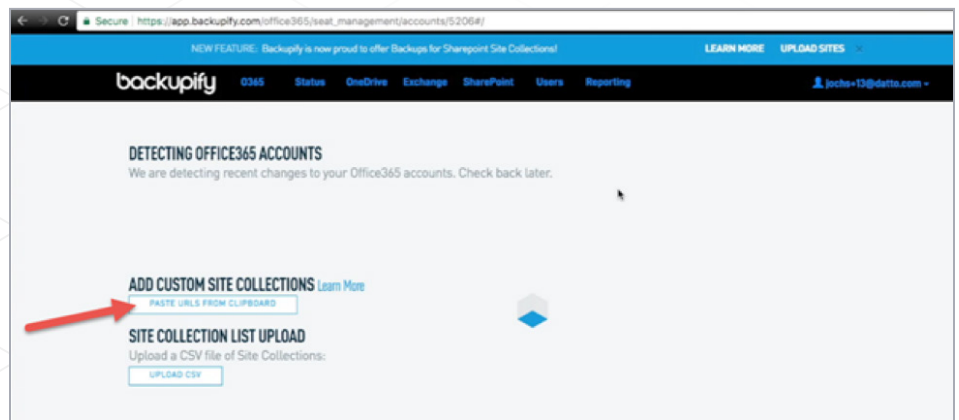 Secure https://app.backupify.com/office365/seat_management/accounts/5206#/
NEW FEATURE: Backupify is now proud to offer Backups for Sharepoint Site Collections! LEARN MORE UPLOAD SITES ×
backupify O365 Status OneDrive Exchange SharePoint Users Reporting jochs+13@datto.com
DETECTING OFFICE365 ACCOUNTS
We are detecting recent changes to your Office365 accounts. Check back later.
ADD CUSTOM SITE COLLECTIONS Learn More
PASTE URLS FROM CLIPBOARD
SITE COLLECTION LIST UPLOAD
Upload a CSV file of Site Collections:
UPLOAD CSV